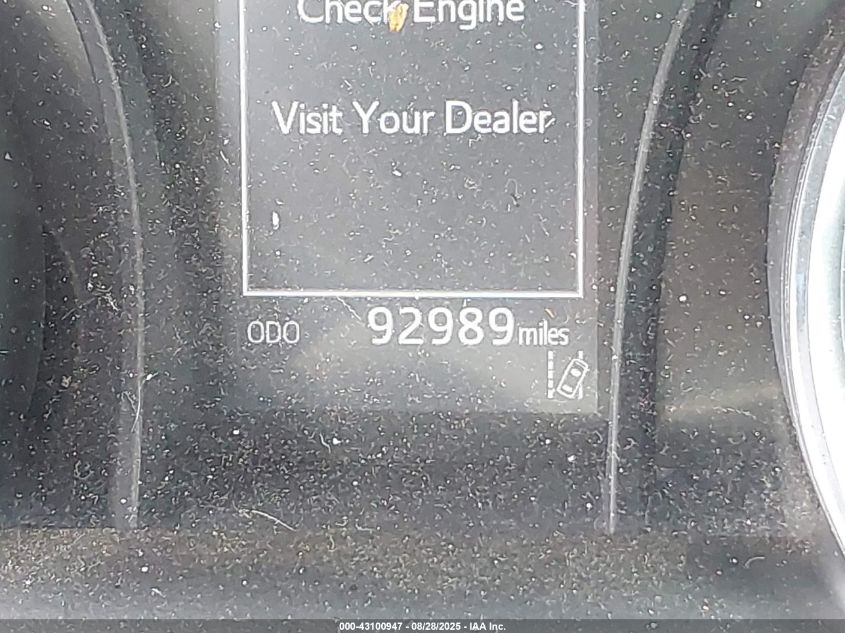 Check Engine
Visit Your Dealer
ODO 92989 miles
000-43100947 - 08/28/2025 - IAA Inc.